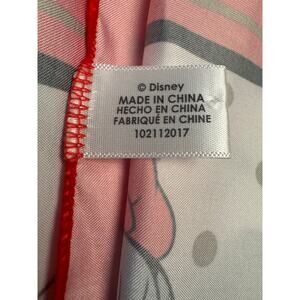 © Disney
MADE IN CHINA
HECHO EN CHINA
FABRIQUÉ EN CHINE
102112017